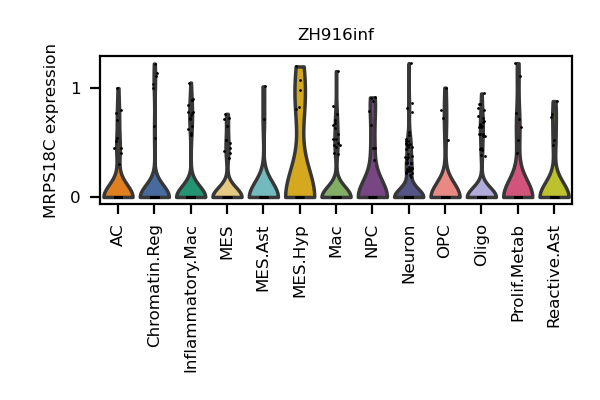 ZH916inf
MRPS18C expression
1
0
AC
Chromatin.Reg
Inflammatory.Mac
MES
MES.Ast
MES.Hyp
Mac
NPC
Neuron
OPC
Oligo
Prolif.Metab
Reactive.Ast